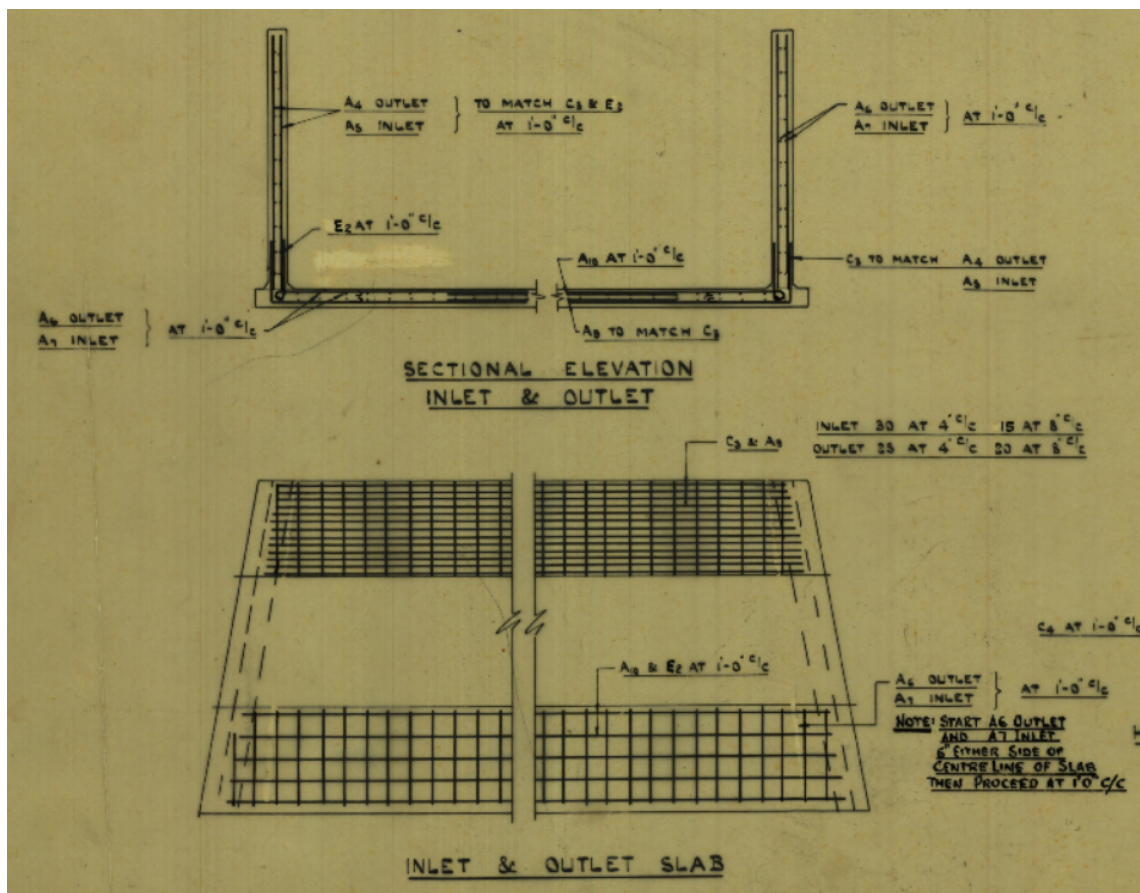 A4 OUTLET
A5 INLET
TO MATCH C3 & E2
AT 1'-0" C/C
A6 OUTLET
A7 INLET
AT 1'-0" C/C
E2 AT 1'-0" C/C
A10 AT 1'-0" C/C
C3 TO MATCH A4 OUTLET
A5 INLET
A6 OUTLET
A7 INLET
AT 1'-0" C/C
A9 TO MATCH C3
SECTIONAL ELEVATION
INLET & OUTLET
INLET 30 AT 4" C/C 15 AT 8" C/C
OUTLET 25 AT 4" C/C 20 AT 8" C/C
C3 & A9
C4 AT 1'-0" C/C
A10 & E2 AT 1'-0" C/C
A6 OUTLET
A7 INLET
AT 1'-0" C/C
NOTE: START A6 OUTLET
AND A7 INLET
6" EITHER SIDE OF
CENTRE LINE OF SLAB
THEN PROCEED AT 1'0" C/C
INLET & OUTLET SLAB